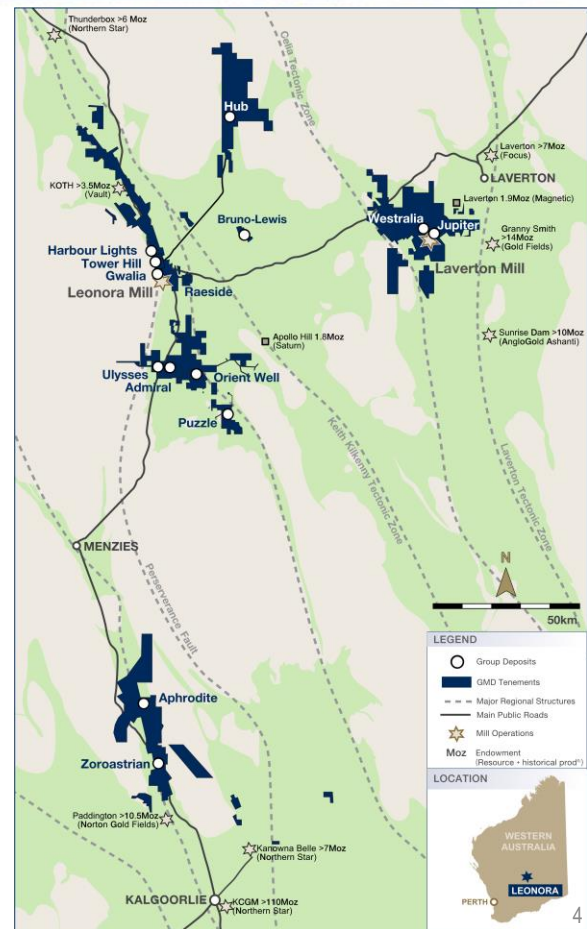 Thunderbox >6 Moz
(Northern Star)
Celia Tectonic Zone
Hub
Laverton >7Moz
(Focus)
LAVERTON
KOTH >3.5Moz
(Vault)
Laverton 1.9Moz (Magnetic)
Bruno-Lewis
Westralia
Jupiter
Granny Smith
>14Moz
(Gold Fields)
Harbour Lights
Tower Hill
Gwalia
Laverton Mill
Leonora Mill
Raeside
Apollo Hill 1.8Moz
(Saturn)
Sunrise Dam >10Moz
(AngloGold Ashanti)
Ulysses
Admiral
Orient Well
Puzzle
Keith Kilkenny Tectonic Zone
Laverton Tectonic Zone
MENZIES
Perserverance Fault
N
50km
LEGEND
Group Deposits
GMD Tenements
Major Regional Structures
Main Public Roads
Mill Operations
Moz Endowment
(Resource + historical prodⁿ)
Aphrodite
Zoroastrian
Paddington >10.5Moz
(Norton Gold Fields)
Kanowna Belle >7Moz
(Northern Star)
KALGOORLIE
KCGM >110Moz
(Northern Star)
LOCATION
WESTERN
AUSTRALIA
LEONORA
PERTH
4